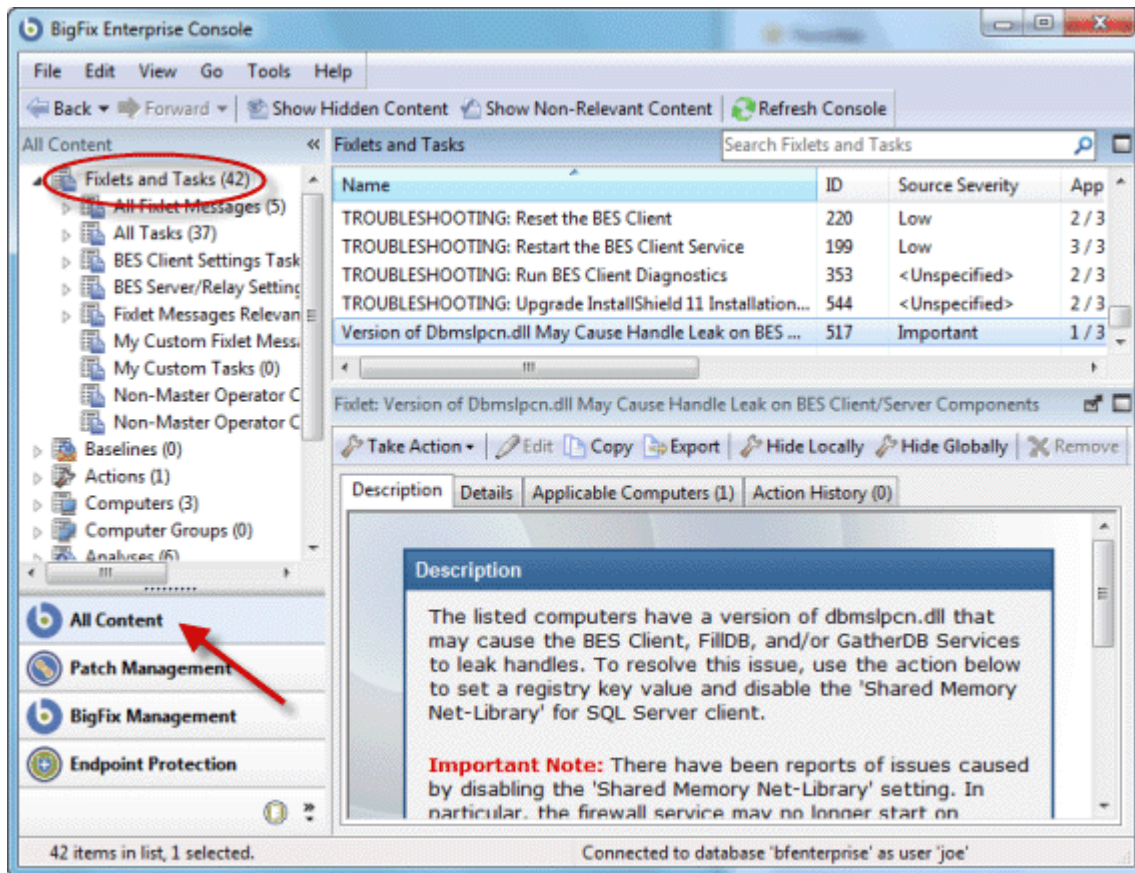 BigFix Enterprise Console
File Edit View Go Tools Help
Back Forward Show Hidden Content Show Non-Relevant Content Refresh Console
All Content «
Fixlets and Tasks (42)
All Fixlet Messages (5)
All Tasks (37)
BES Client Settings Task
BES Server/Relay Setting
Fixlet Messages Relevan
My Custom Fixlet Messa
My Custom Tasks (0)
Non-Master Operator C
Non-Master Operator C
Baselines (0)
Actions (1)
Computers (3)
Computer Groups (0)
Analyses (6)
All Content
Patch Management
BigFix Management
Endpoint Protection
Fixlets and Tasks Search Fixlets and Tasks
Name ID Source Severity App
TROUBLESHOOTING: Reset the BES Client 220 Low 2 / 3
TROUBLESHOOTING: Restart the BES Client Service 199 Low 3 / 3
TROUBLESHOOTING: Run BES Client Diagnostics 353 <Unspecified> 2 / 3
TROUBLESHOOTING: Upgrade InstallShield 11 Installation... 544 <Unspecified> 2 / 3
Version of Dbmslpcn.dll May Cause Handle Leak on BES ... 517 Important 1 / 3
Fixlet: Version of Dbmslpcn.dll May Cause Handle Leak on BES Client/Server Components
Take Action Edit Copy Export Hide Locally Hide Globally Remove
Description Details Applicable Computers (1) Action History (0)
Description
The listed computers have a version of dbmslpcn.dll that
may cause the BES Client, FillDB, and/or GatherDB Services
to leak handles. To resolve this issue, use the action below
to set a registry key value and disable the 'Shared Memory
Net-Library' for SQL Server client.
Important Note: There have been reports of issues caused
by disabling the 'Shared Memory Net-Library' setting. In
particular, the firewall service may no longer start on
42 items in list, 1 selected. Connected to database 'bfenterprise' as user 'joe'